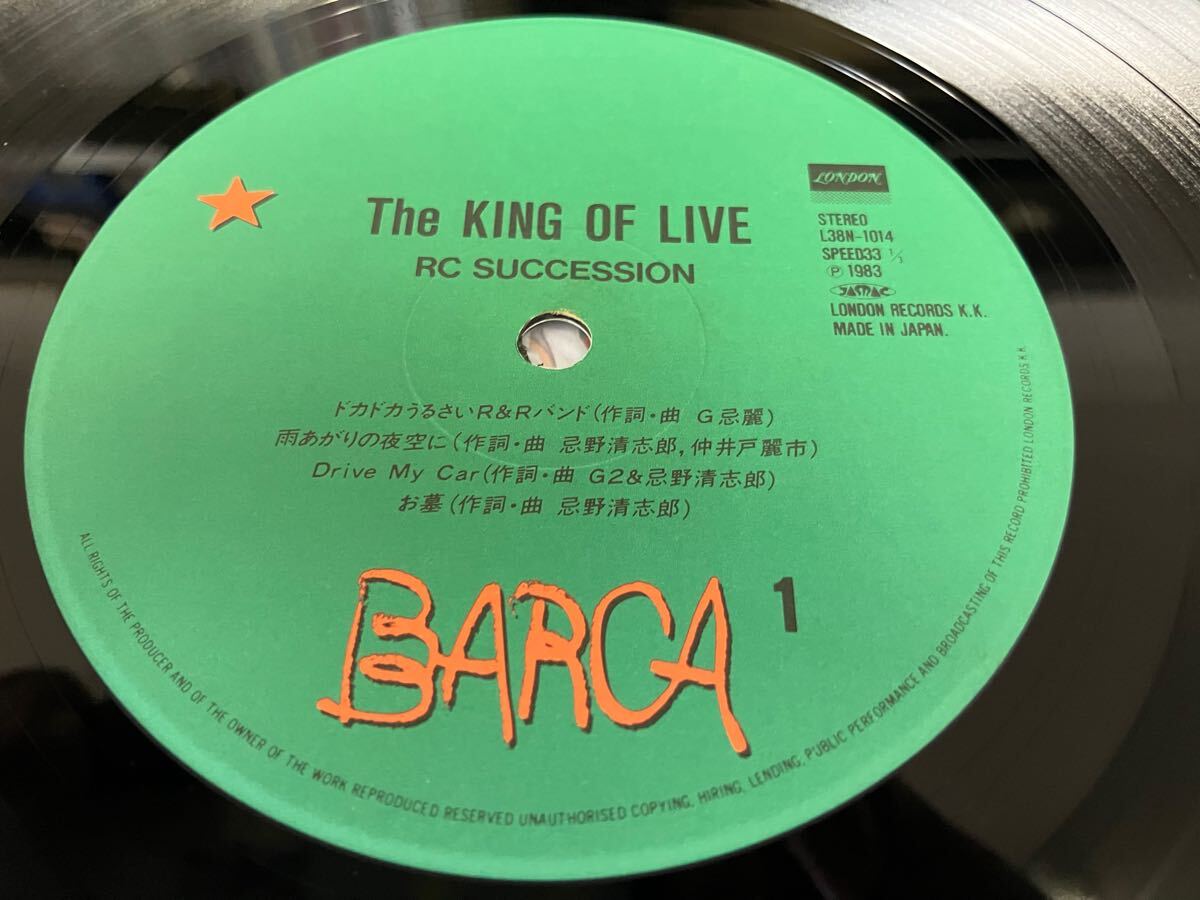 The KING OF LIVE
RC SUCCESSION
LONDON
STEREO
L38N-1014
SPEED33 1/3
Ⓟ 1983
JASRAC
LONDON RECORDS K.K.
MADE IN JAPAN.
ドカドカうるさいR&Rバンド(作詞・曲 G忌麗)
雨あがりの夜空に(作詞・曲 忌野清志郎,仲井戸麗市)
Drive My Car(作詞・曲 G2&忌野清志郎)
お墓(作詞・曲 忌野清志郎)
BARCA 1
ALL RIGHTS OF THE PRODUCER AND OF THE OWNER OF THE WORK REPRODUCED RESERVED UNAUTHORISED COPYING, HIRING, LENDING, PUBLIC PERFORMANCE AND BROADCASTING OF THIS RECORD PROHIBITED LONDON RECORDS K.K.